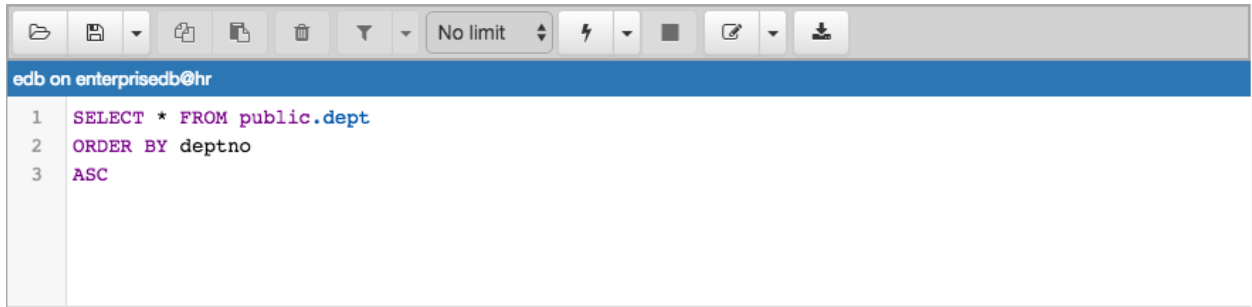 No limit
edb on enterprisedb@hr
1 SELECT * FROM public.dept
2 ORDER BY deptno
3 ASC